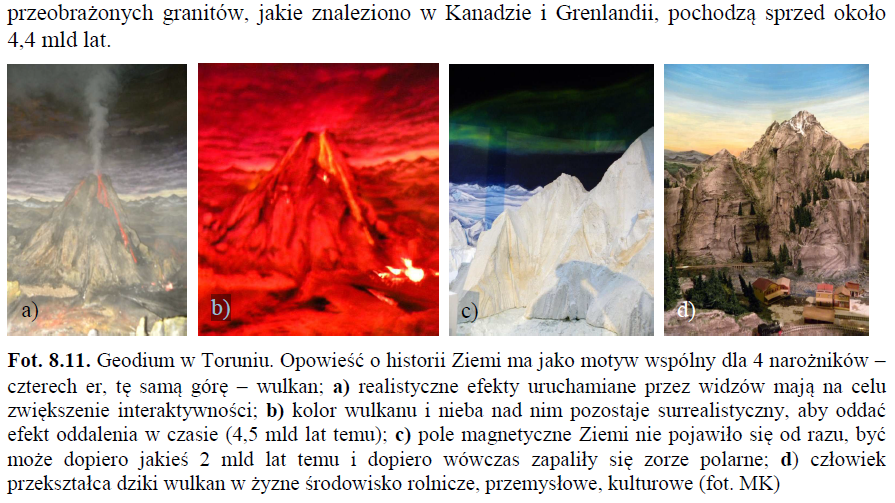 przeobrażonych granitów, jakie znaleziono w Kanadzie i Grenlandii, pochodzą sprzed około
4,4 mld lat.
a)
b)
c)
d)
Fot. 8.11. Geodium w Toruniu. Opowieść o historii Ziemi ma jako motyw wspólny dla 4 narożników –
czterech er, tę samą górę – wulkan; a) realistyczne efekty uruchamiane przez widzów mają na celu
zwiększenie interaktywności; b) kolor wulkanu i nieba nad nim pozostaje surrealistyczny, aby oddać
efekt oddalenia w czasie (4,5 mld lat temu); c) pole magnetyczne Ziemi nie pojawiło się od razu, być
może dopiero jakieś 2 mld lat temu i dopiero wówczas zapaliły się zorze polarne; d) człowiek
przekształca dziki wulkan w żyzne środowisko rolnicze, przemysłowe, kulturowe (fot. MK)